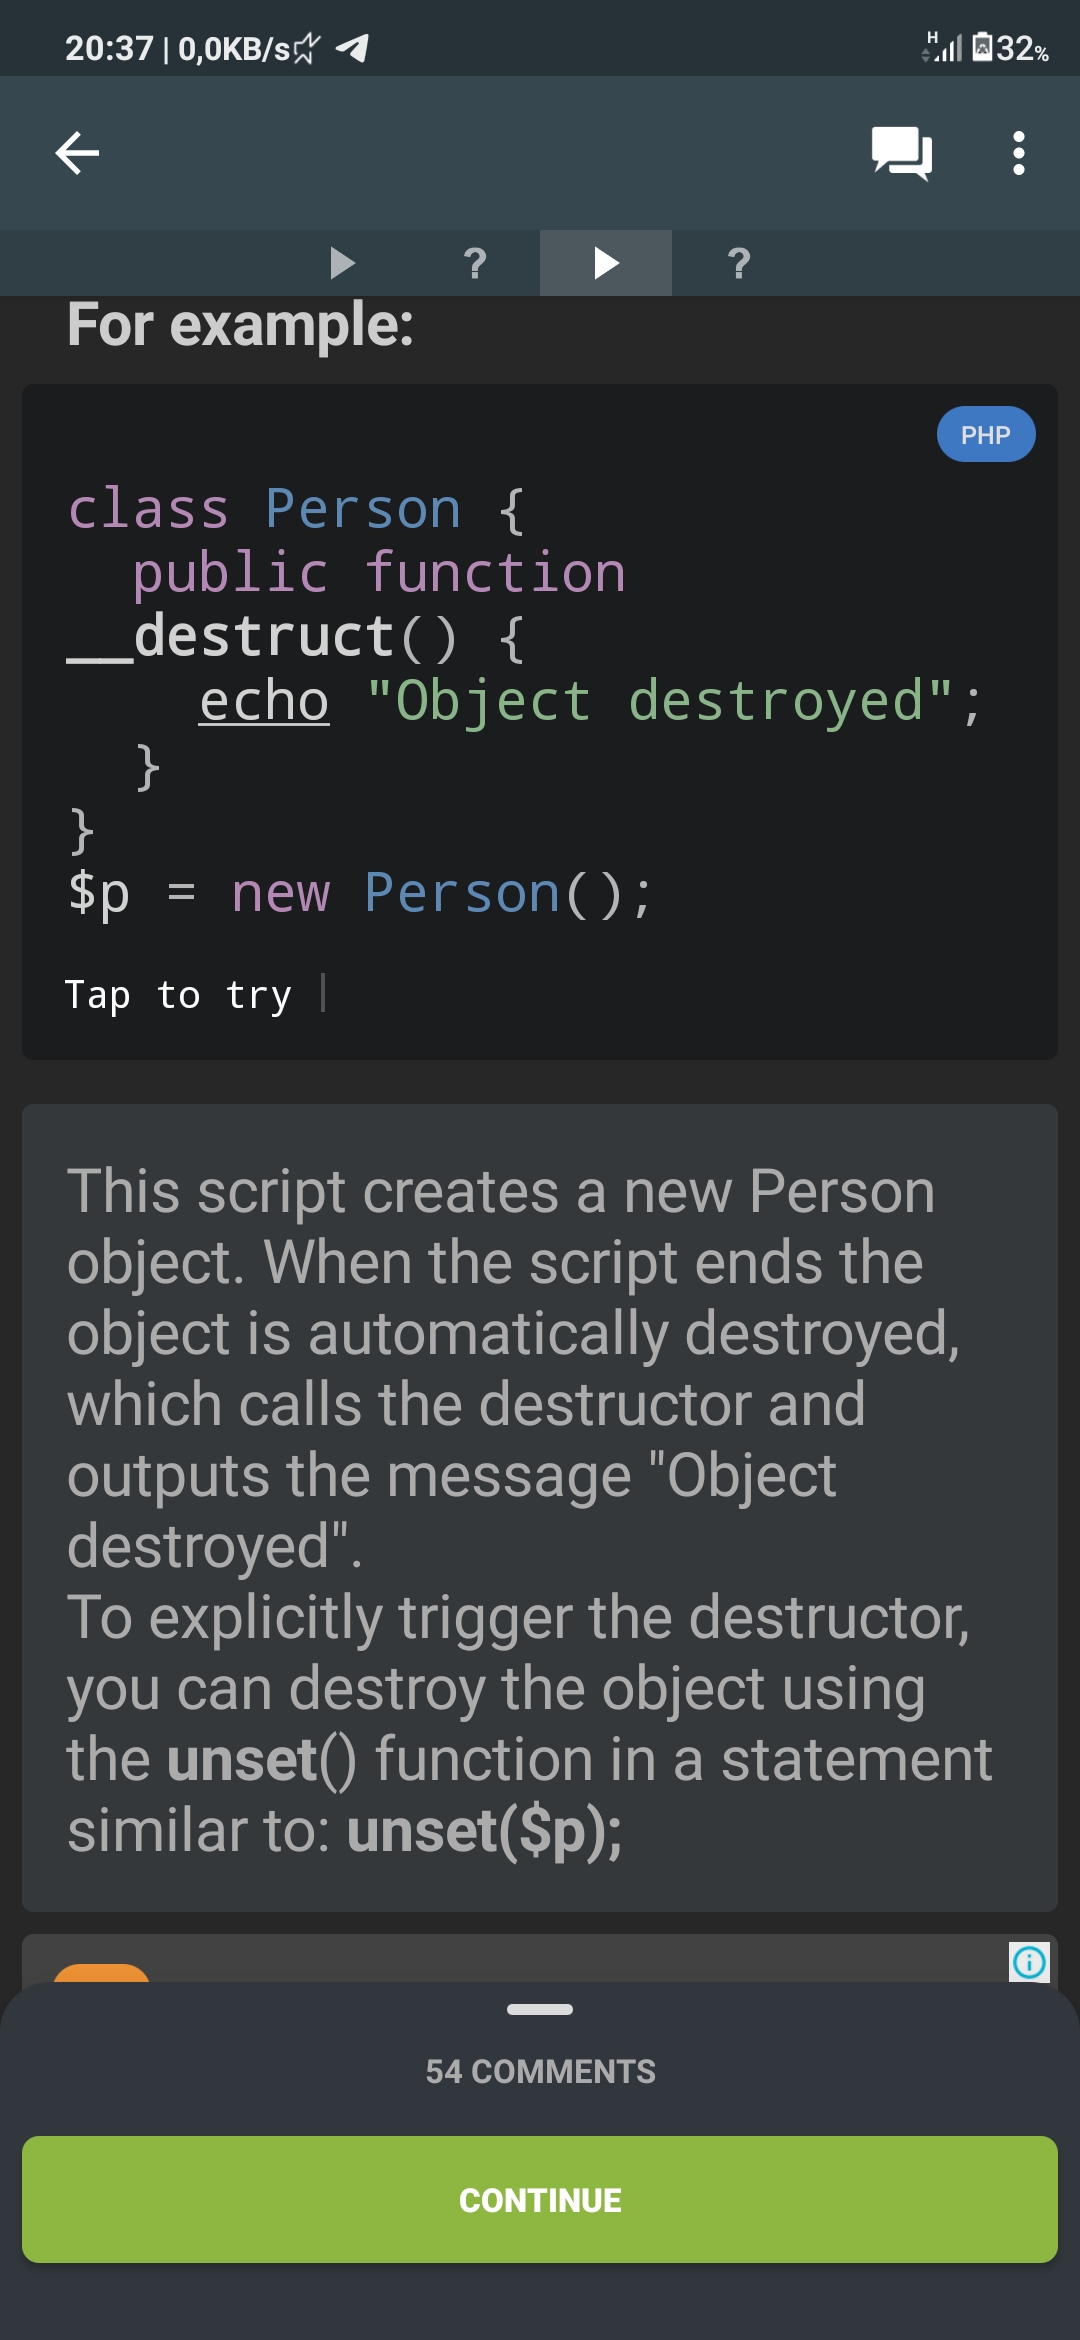 20:37 | 0,0KB/s
H
32%
?
?
For example:
PHP
class Person {
public function
__destruct() {
echo "Object destroyed";
}
}
$p = new Person();
Tap to try
This script creates a new Person
object. When the script ends the
object is automatically destroyed,
which calls the destructor and
outputs the message "Object
destroyed".
To explicitly trigger the destructor,
you can destroy the object using
the unset() function in a statement
similar to: unset($p);
54 COMMENTS
CONTINUE